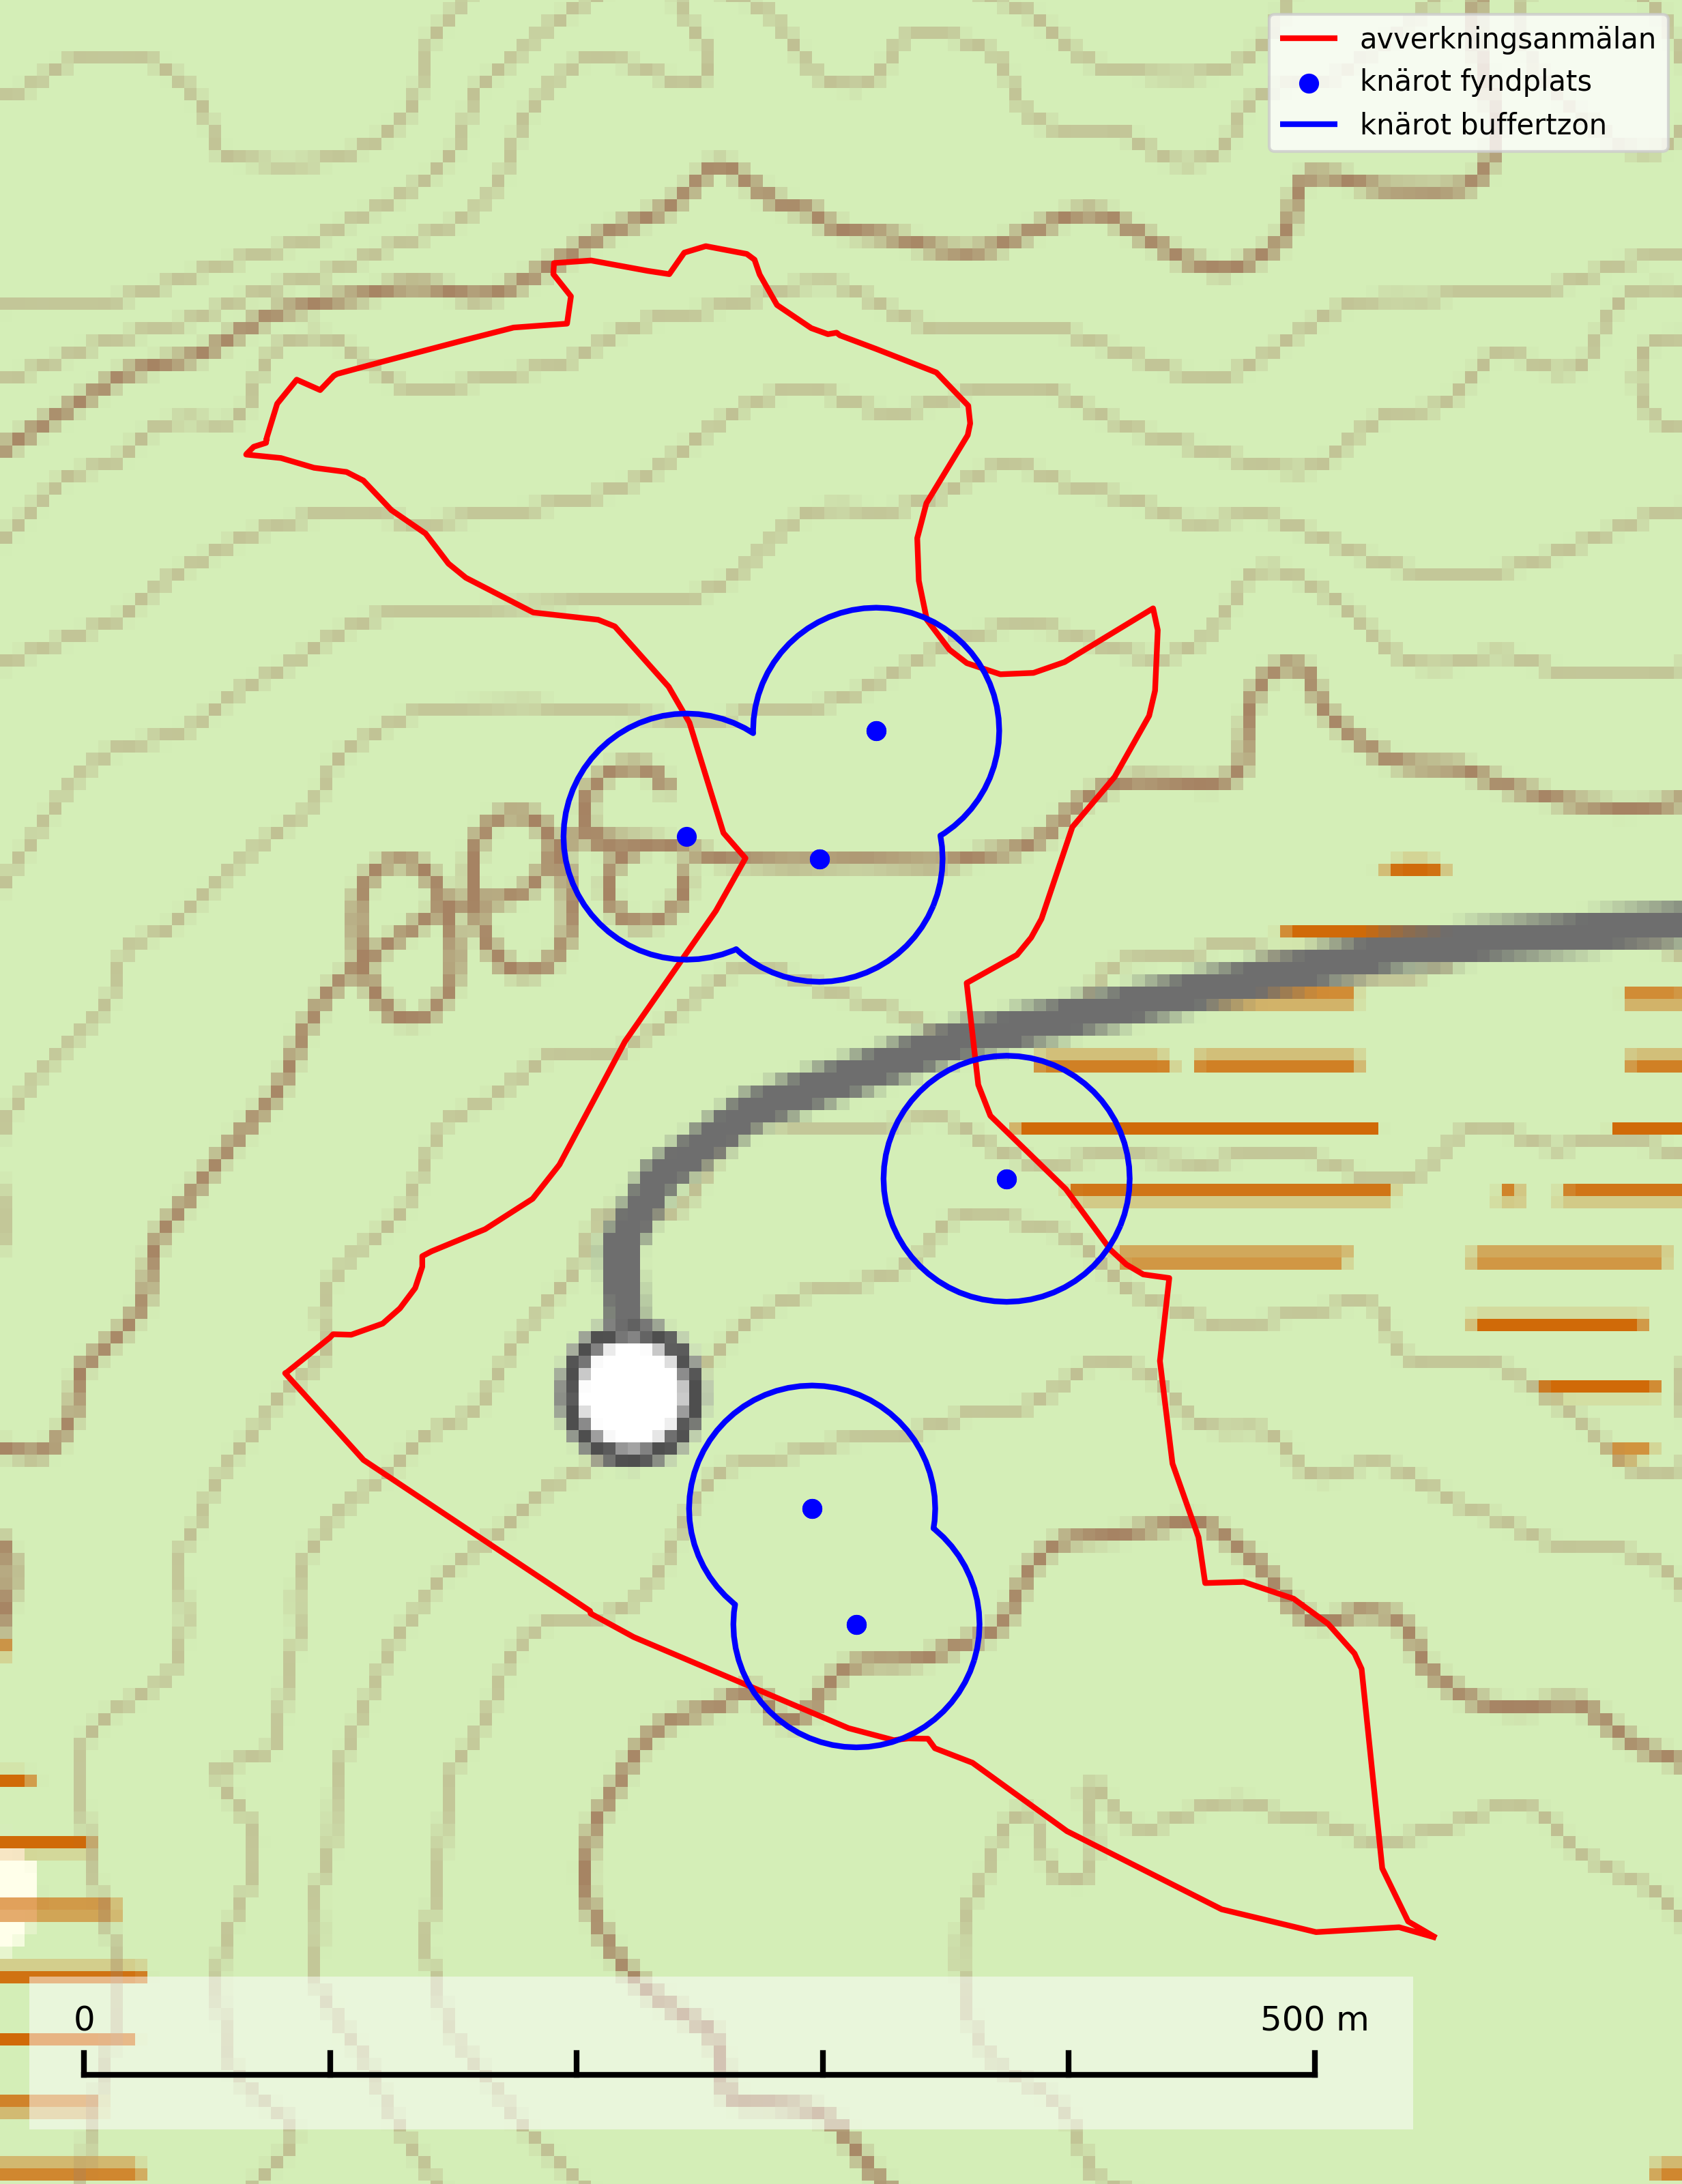 avverkningsanmälan
knärot fyndplats
knärot buffertzon
0
500 m